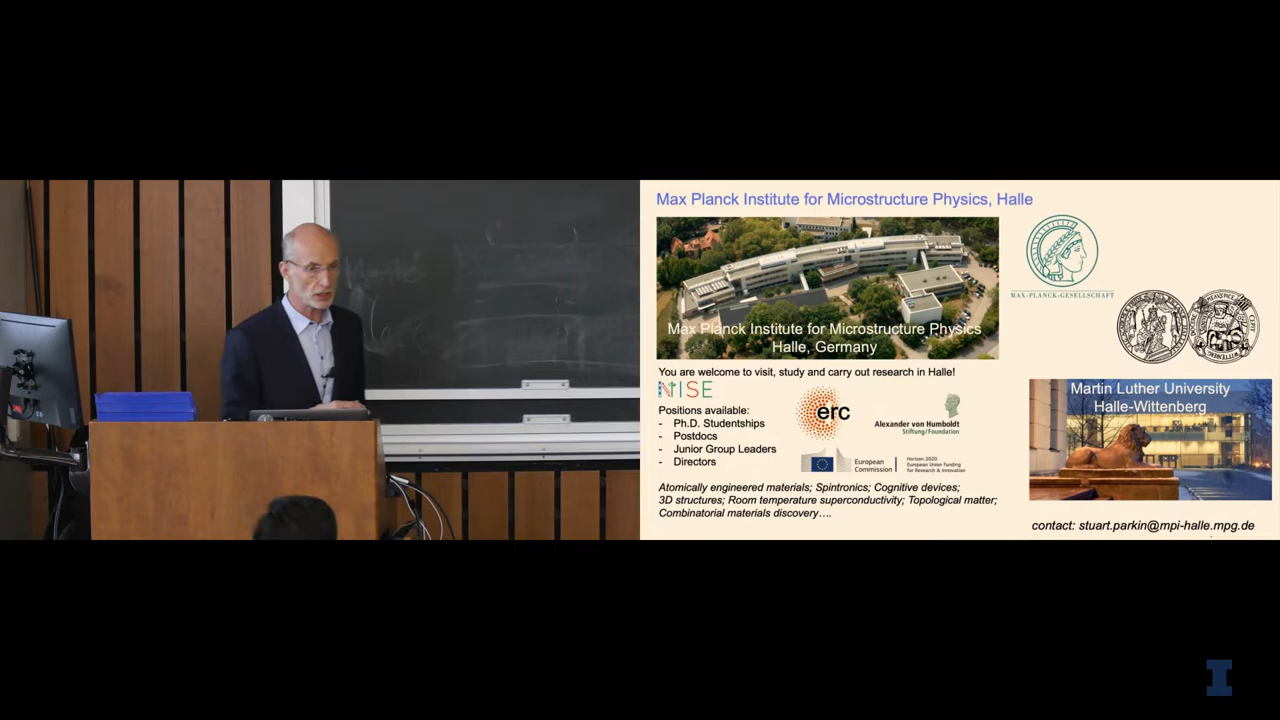 Max Planck Institute for Microstructure Physics, Halle
Max Planck Institute for Microstructure Physics
Halle, Germany
MAX-PLANCK-GESELLSCHAFT
You are welcome to visit, study and carry out research in Halle!
NISE
Positions available:
- Ph.D. Studentships
- Postdocs
- Junior Group Leaders
- Directors
erc
Alexander von Humboldt
Stiftung/Foundation
European
Commission
Horizon 2020
European Union Funding
for Research & Innovation
Martin Luther University
Halle-Wittenberg
Atomically engineered materials; Spintronics; Cognitive devices;
3D structures; Room temperature superconductivity; Topological matter;
Combinatorial materials discovery….
contact: stuart.parkin@mpi-halle.mpg.de
I